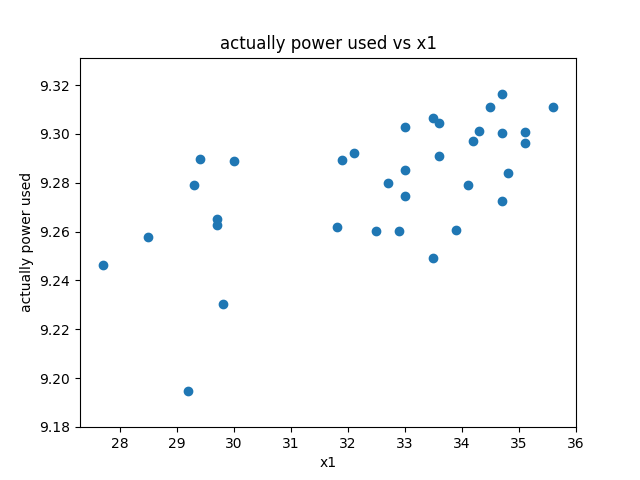 actually power used vs x1
9.32
9.30
9.28
9.26
9.24
9.22
9.20
9.18
actually power used
28 29 30 31 32 33 34 35 36
x1